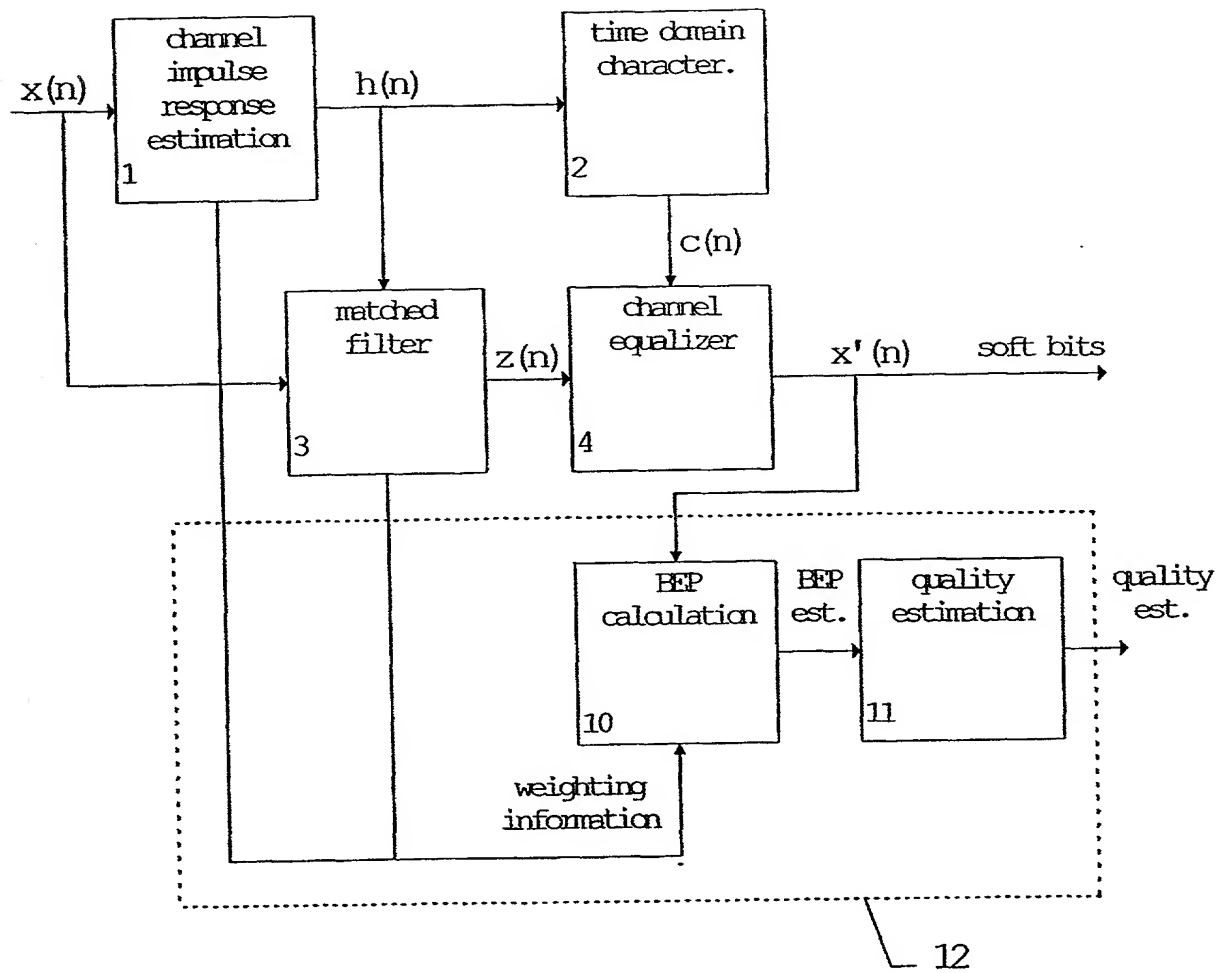 channel
impulse
response
estimation
1
time domain
character.
2
x(n)
h(n)
c(n)
matched
filter
3
z(n)
channel
equalizer
4
x'(n)
soft bits
BEP
calculation
10
BEP
est.
quality
estimation
11
quality
est.
weighting
information
12